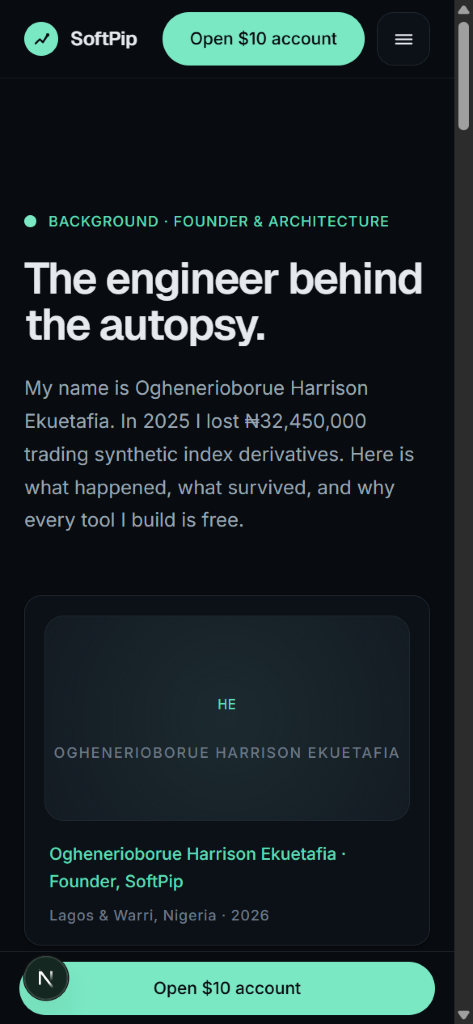 SoftPip
Open $10 account
BACKGROUND · FOUNDER & ARCHITECTURE
The engineer behind
the autopsy.
My name is Oghenerioborue Harrison
Ekuetafia. In 2025 I lost ₦32,450,000
trading synthetic index derivatives. Here is
what happened, what survived, and why
every tool I build is free.
HE
OGHENERIOBORUE HARRISON EKUETAFIA
Oghenerioborue Harrison Ekuetafia ·
Founder, SoftPip
Lagos & Warri, Nigeria · 2026
N
Open $10 account